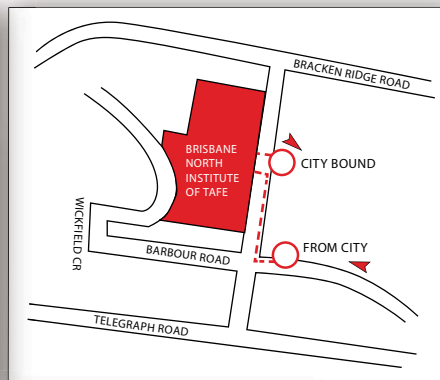 BRACKEN RIDGE ROAD
BRISBANE
NORTH
INSTITUTE
OF TAFE
CITY BOUND
WICKFIELD CR
FROM CITY
BARBOUR ROAD
TELEGRAPH ROAD